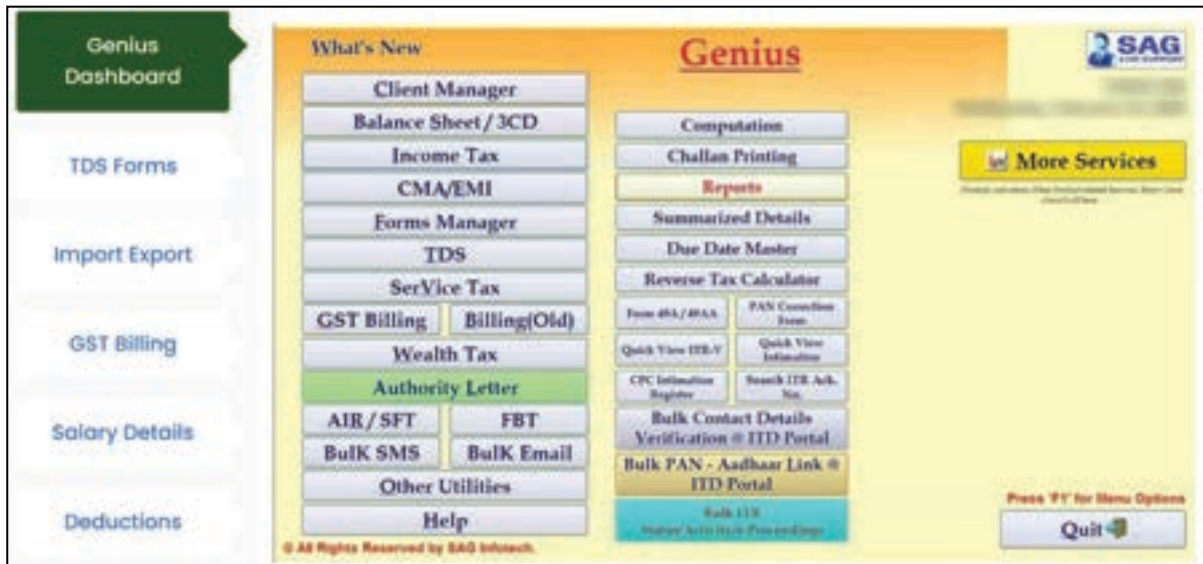 Genius
Dashboard
TDS Forms
Import Export
GST Billing
Salary Details
Deductions
What's New
Client Manager
Balance Sheet / 3CD
Income Tax
CMA/EMI
Forms Manager
TDS
SerVice Tax
GST Billing
Billing(Old)
Wealth Tax
Authority Letter
AIR / SFT
FBT
BulK SMS
BulK Email
Other Utilities
Help
© All Rights Reserved by SAG Infotech.
Genius
Computation
Challan Printing
Reports
Summarized Details
Due Date Master
Reverse Tax Calculator
Form 49A / 49AA
PAN Correction
Form
Quick View ITR-V
Quick View
Intimation
CPC Intimation
Register
Search ITR Ack.
No.
Bulk Contact Details
Verification @ ITD Portal
Bulk PAN - Aadhaar Link @
ITD Portal
Bulk ITR
SAG
LIVE SUPPORT
More Services
Press 'F1' for Menu Options
Quit